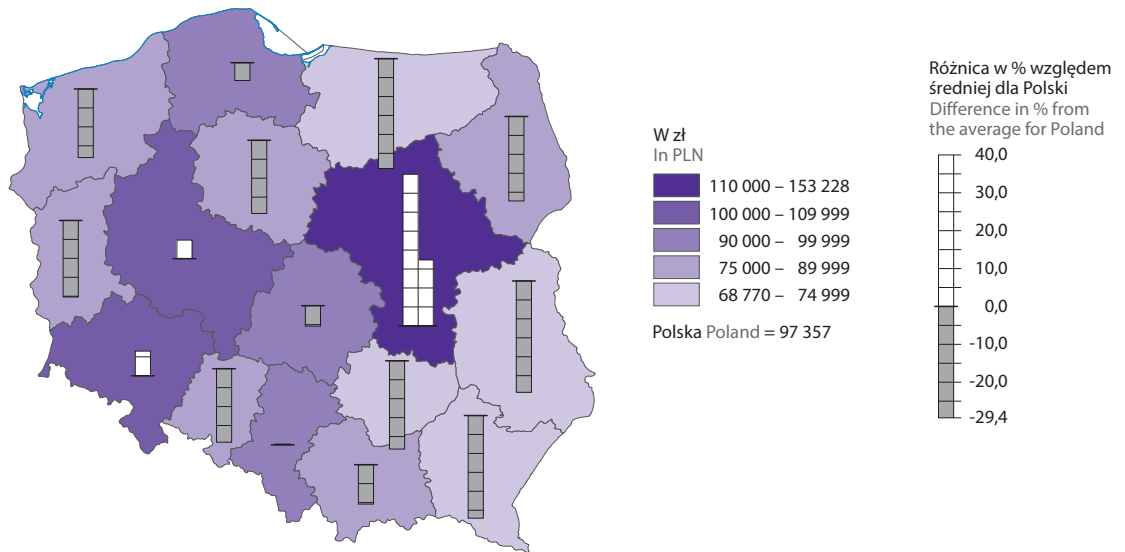 W zł
In PLN
110 000 – 153 228
100 000 – 109 999
90 000 – 99 999
75 000 – 89 999
68 770 – 74 999
Polska Poland = 97 357
Różnica w % względem
średniej dla Polski
Difference in % from
the average for Poland
40,0
30,0
20,0
10,0
0,0
-10,0
-20,0
-29,4